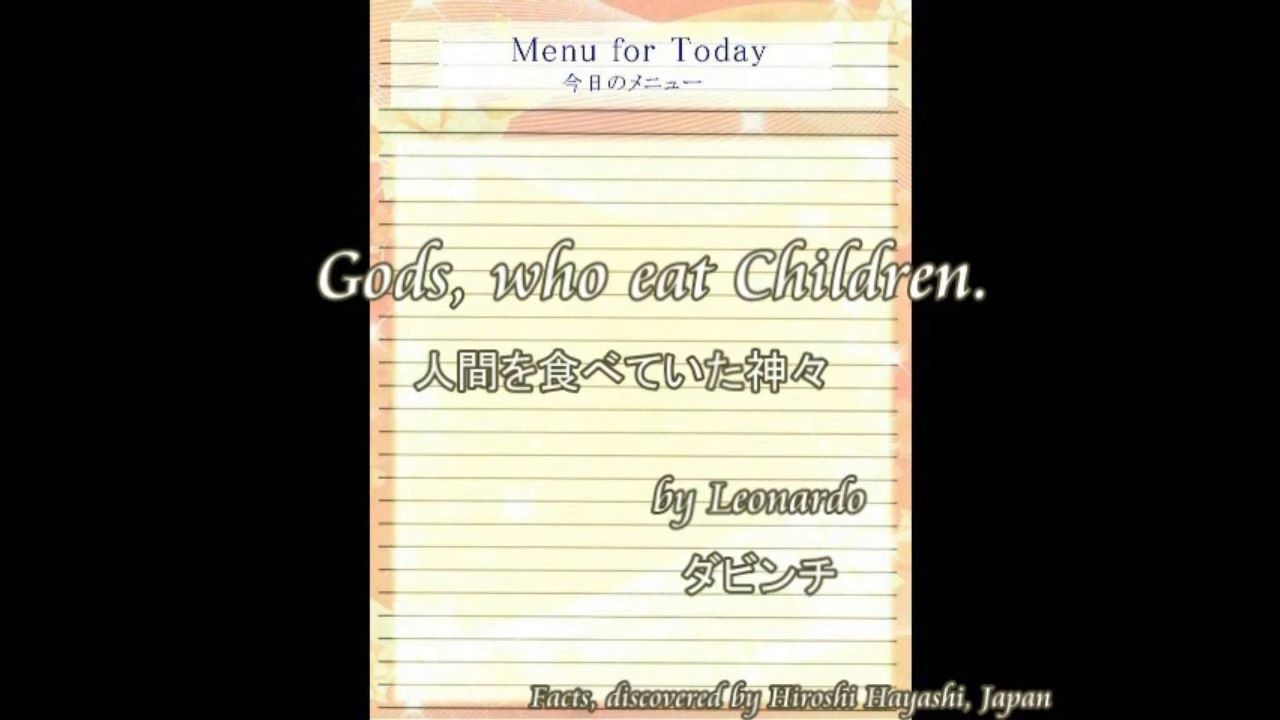 Menu for Today
今日のメニュー
Gods, who eat Children.
人間を食べていた神々
by Leonardo
ダビンチ
Facts, discovered by Hiroshi Hayashi, Japan